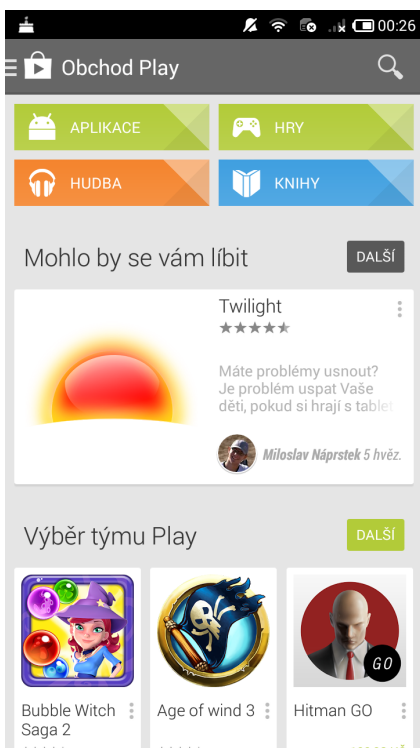 00:26
Obchod Play
APLIKACE
HRY
HUDBA
KNIHY
Mohlo by se vám líbit
DALŠÍ
Twilight
Máte problémy usnout?
Je problém uspat Vaše
děti, pokud si hrají s tablet
Miloslav Náprstek 5 hvěz.
Výběr týmu Play
DALŠÍ
GO
Bubble Witch
Saga 2
Age of wind 3
Hitman GO